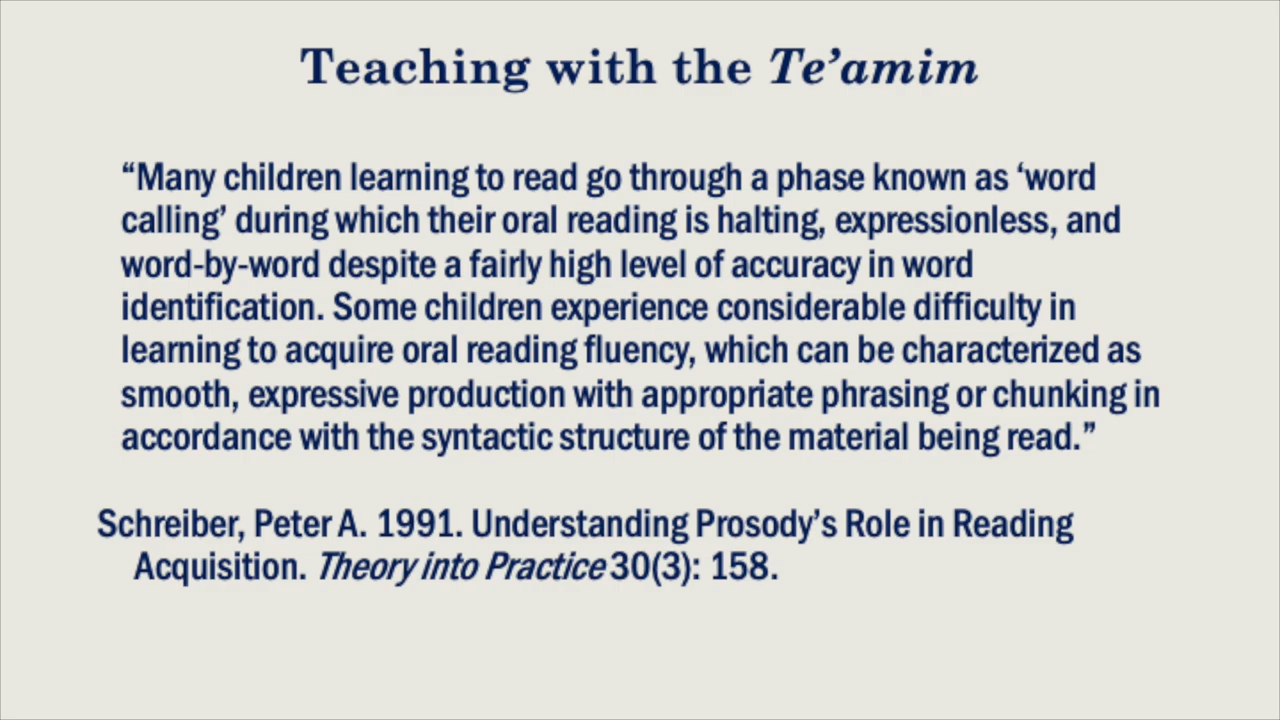 Teaching with the Te’amim
“Many children learning to read go through a phase known as ‘word
calling’ during which their oral reading is halting, expressionless, and
word-by-word despite a fairly high level of accuracy in word
identification. Some children experience considerable difficulty in
learning to acquire oral reading fluency, which can be characterized as
smooth, expressive production with appropriate phrasing or chunking in
accordance with the syntactic structure of the material being read.”
Schreiber, Peter A. 1991. Understanding Prosody’s Role in Reading
Acquisition. Theory into Practice 30(3): 158.